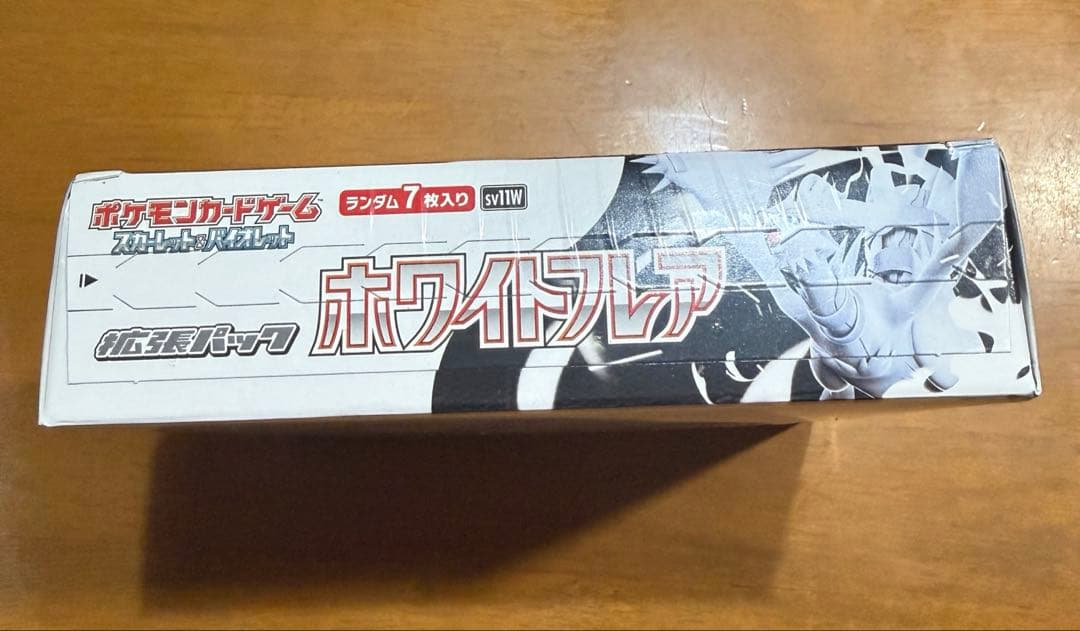 ポケモンカードゲーム
スカーレット&バイオレット
ランダム7枚入り
sv11W
拡張パック
ホワイトフレア